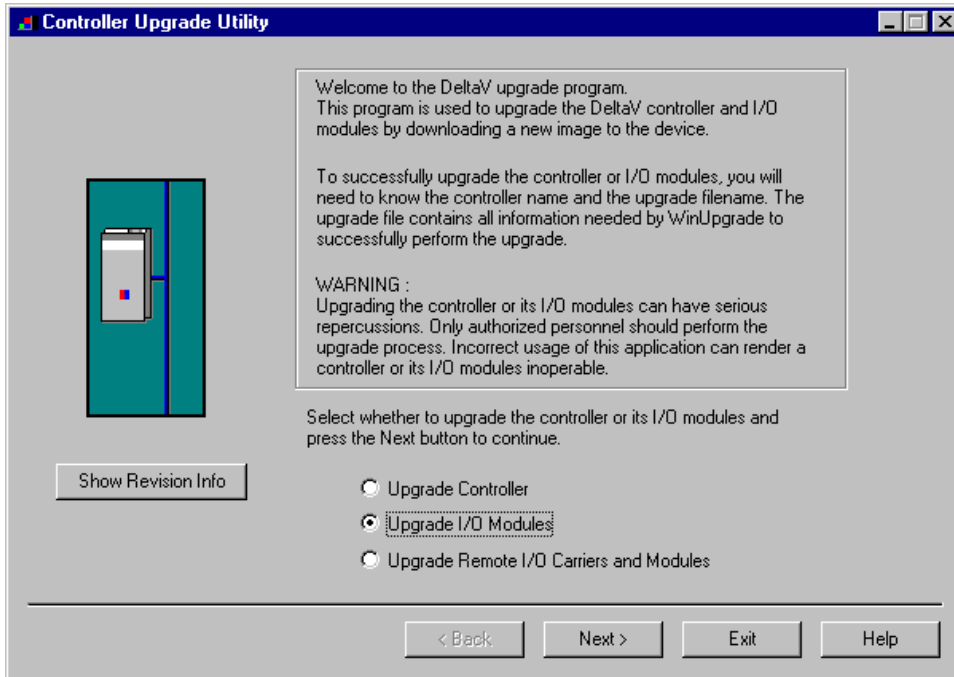 Controller Upgrade Utility
Welcome to the DeltaV upgrade program.
This program is used to upgrade the DeltaV controller and I/O
modules by downloading a new image to the device.
To successfully upgrade the controller or I/O modules, you will
need to know the controller name and the upgrade filename. The
upgrade file contains all information needed by WinUpgrade to
successfully perform the upgrade.
WARNING :
Upgrading the controller or its I/O modules can have serious
repercussions. Only authorized personnel should perform the
upgrade process. Incorrect usage of this application can render a
controller or its I/O modules inoperable.
Select whether to upgrade the controller or its I/O modules and
press the Next button to continue.
Show Revision Info
Upgrade Controller
Upgrade I/O Modules
Upgrade Remote I/O Carriers and Modules
< Back
Next >
Exit
Help